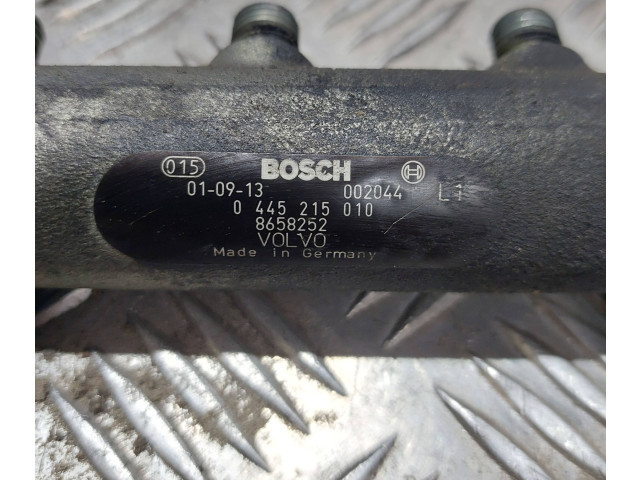 015 BOSCH
01-09-13 002044 L1
0 445 215 010
8658252
VOLVO
Made in Germany